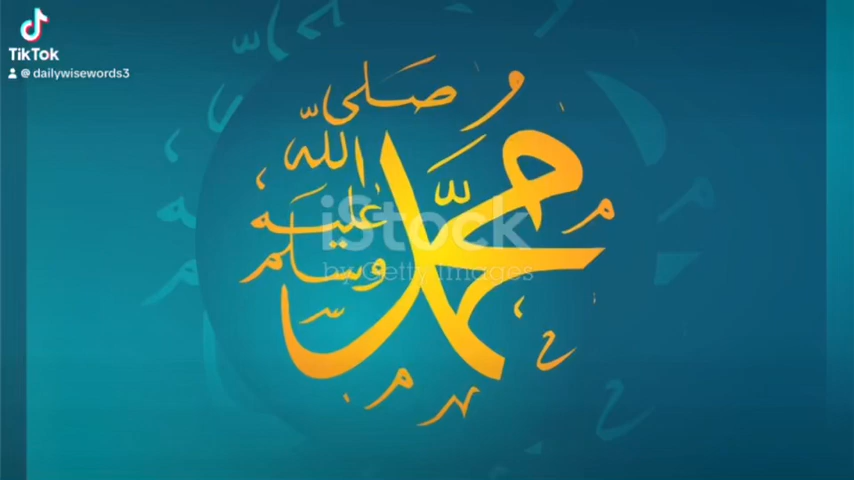 TikTok
@dailywisewords3
محمد
صلى
الله
عليه
وسلم
iStock
by Getty Images